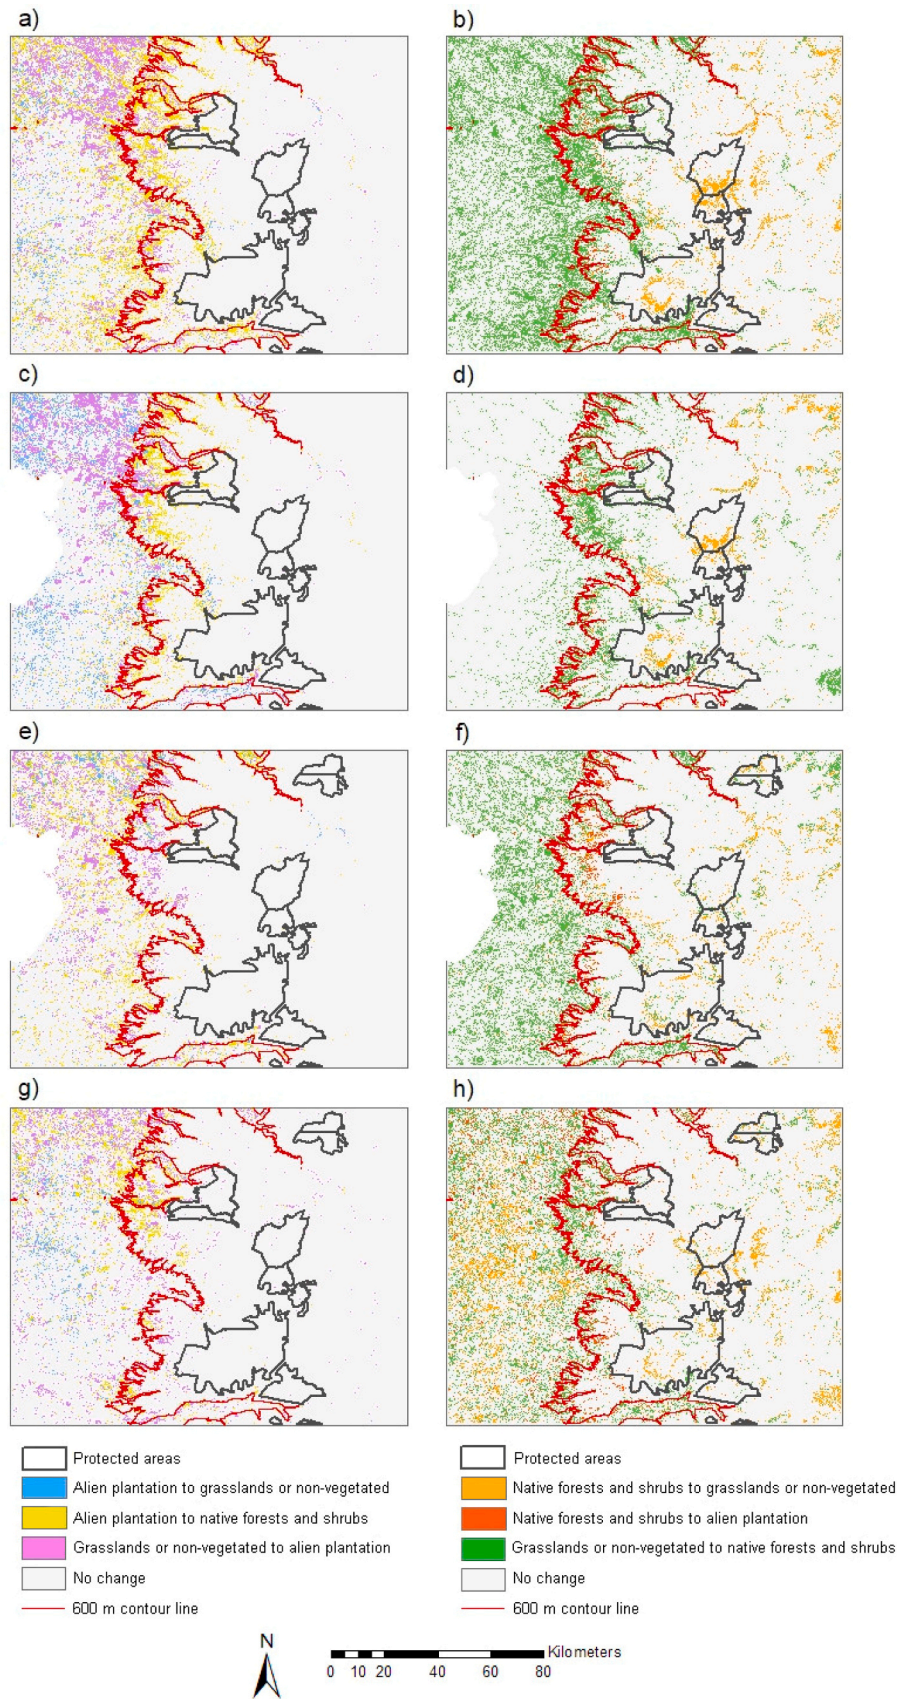 a)
b)
c)
d)
e)
f)
g)
h)
Protected areas
Alien plantation to grasslands or non-vegetated
Alien plantation to native forests and shrubs
Grasslands or non-vegetated to alien plantation
No change
600 m contour line
Protected areas
Native forests and shrubs to grasslands or non-vegetated
Native forests and shrubs to alien plantation
Grasslands or non-vegetated to native forests and shrubs
No change
600 m contour line
N
Kilometers
0 10 20 40 60 80